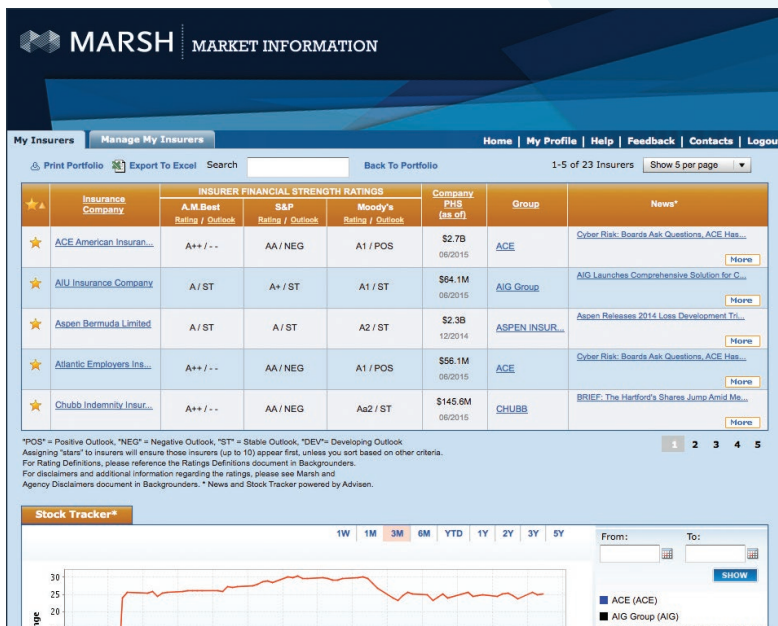 MARSH MARKET INFORMATION
My Insurers Manage My Insurers Home | My Profile | Help | Feedback | Contacts | Logou
Print Portfolio Export To Excel Search Back To Portfolio 1-5 of 23 Insurers Show 5 per page
INSURER FINANCIAL STRENGTH RATINGS
Insurance Company A.M.Best Rating / Outlook S&P Rating / Outlook Moody's Rating / Outlook Company PHS (as of) Group News*
ACE American Insuran... A++ / - - AA / NEG A1 / POS $2.7B 06/2015 ACE Cyber Risk: Boards Ask Questions, ACE Has... More
AIU Insurance Company A / ST A+ / ST A1 / ST $64.1M 06/2015 AIG Group AIG Launches Comprehensive Solution for C... More
Aspen Bermuda Limited A / ST A / ST A2 / ST $2.3B 12/2014 ASPEN INSUR... Aspen Releases 2014 Loss Development Tri... More
Atlantic Employers Ins... A++ / - - AA / NEG A1 / POS $56.1M 06/2015 ACE Cyber Risk: Boards Ask Questions, ACE Has... More
Chubb Indemnity Insur... A++ / - - AA / NEG Aa2 / ST $145.6M 06/2015 CHUBB BRIEF: The Hartford's Shares Jump Amid Me... More
"POS" = Positive Outlook, "NEG" = Negative Outlook, "ST" = Stable Outlook, "DEV"= Developing Outlook
1 2 3 4 5
Assigning "stars" to insurers will ensure those insurers (up to 10) appear first, unless you sort based on other criteria.
For Rating Definitions, please reference the Ratings Definitions document in Backgrounders.
For disclaimers and additional information regarding the ratings, please see Marsh and
Agency Disclaimers document in Backgrounders. * News and Stock Tracker powered by Advisen.
Stock Tracker*
1W 1M 3M 6M YTD 1Y 2Y 3Y 5Y
From: To:
SHOW
30
25
20
ACE (ACE)
AIG Group (AIG)